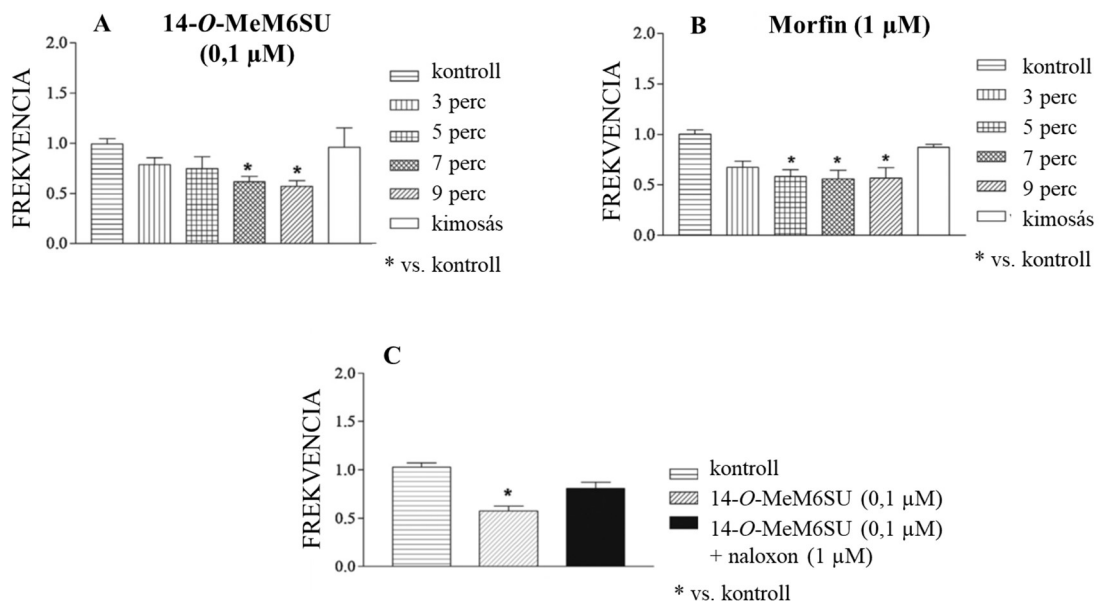 A
14-O-MeM6SU
(0,1 µM)
FREKVENCIA
2.0
1.5
1.0
0.5
0.0
*
*
kontroll
3 perc
5 perc
7 perc
9 perc
kimosás
* vs. kontroll
B
Morfin (1 µM)
FREKVENCIA
2.0
1.5
1.0
0.5
0.0
*
*
*
kontroll
3 perc
5 perc
7 perc
9 perc
kimosás
* vs. kontroll
C
FREKVENCIA
2.0
1.5
1.0
0.5
0.0
*
kontroll
14-O-MeM6SU (0,1 µM)
14-O-MeM6SU (0,1 µM)
+ naloxon (1 µM)
* vs. kontroll